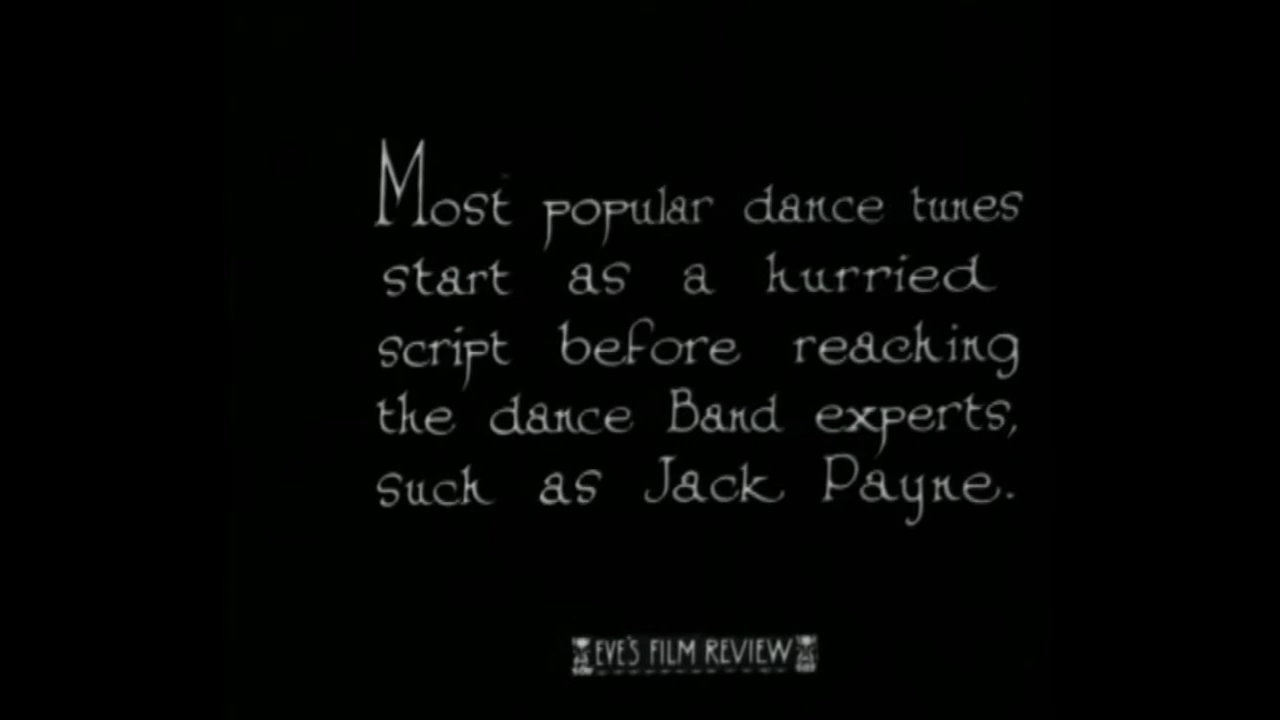 Most popular dance tunes
start as a hurried
script before reaching
the dance Band experts,
such as Jack Payne.
EVE'S FILM REVIEW